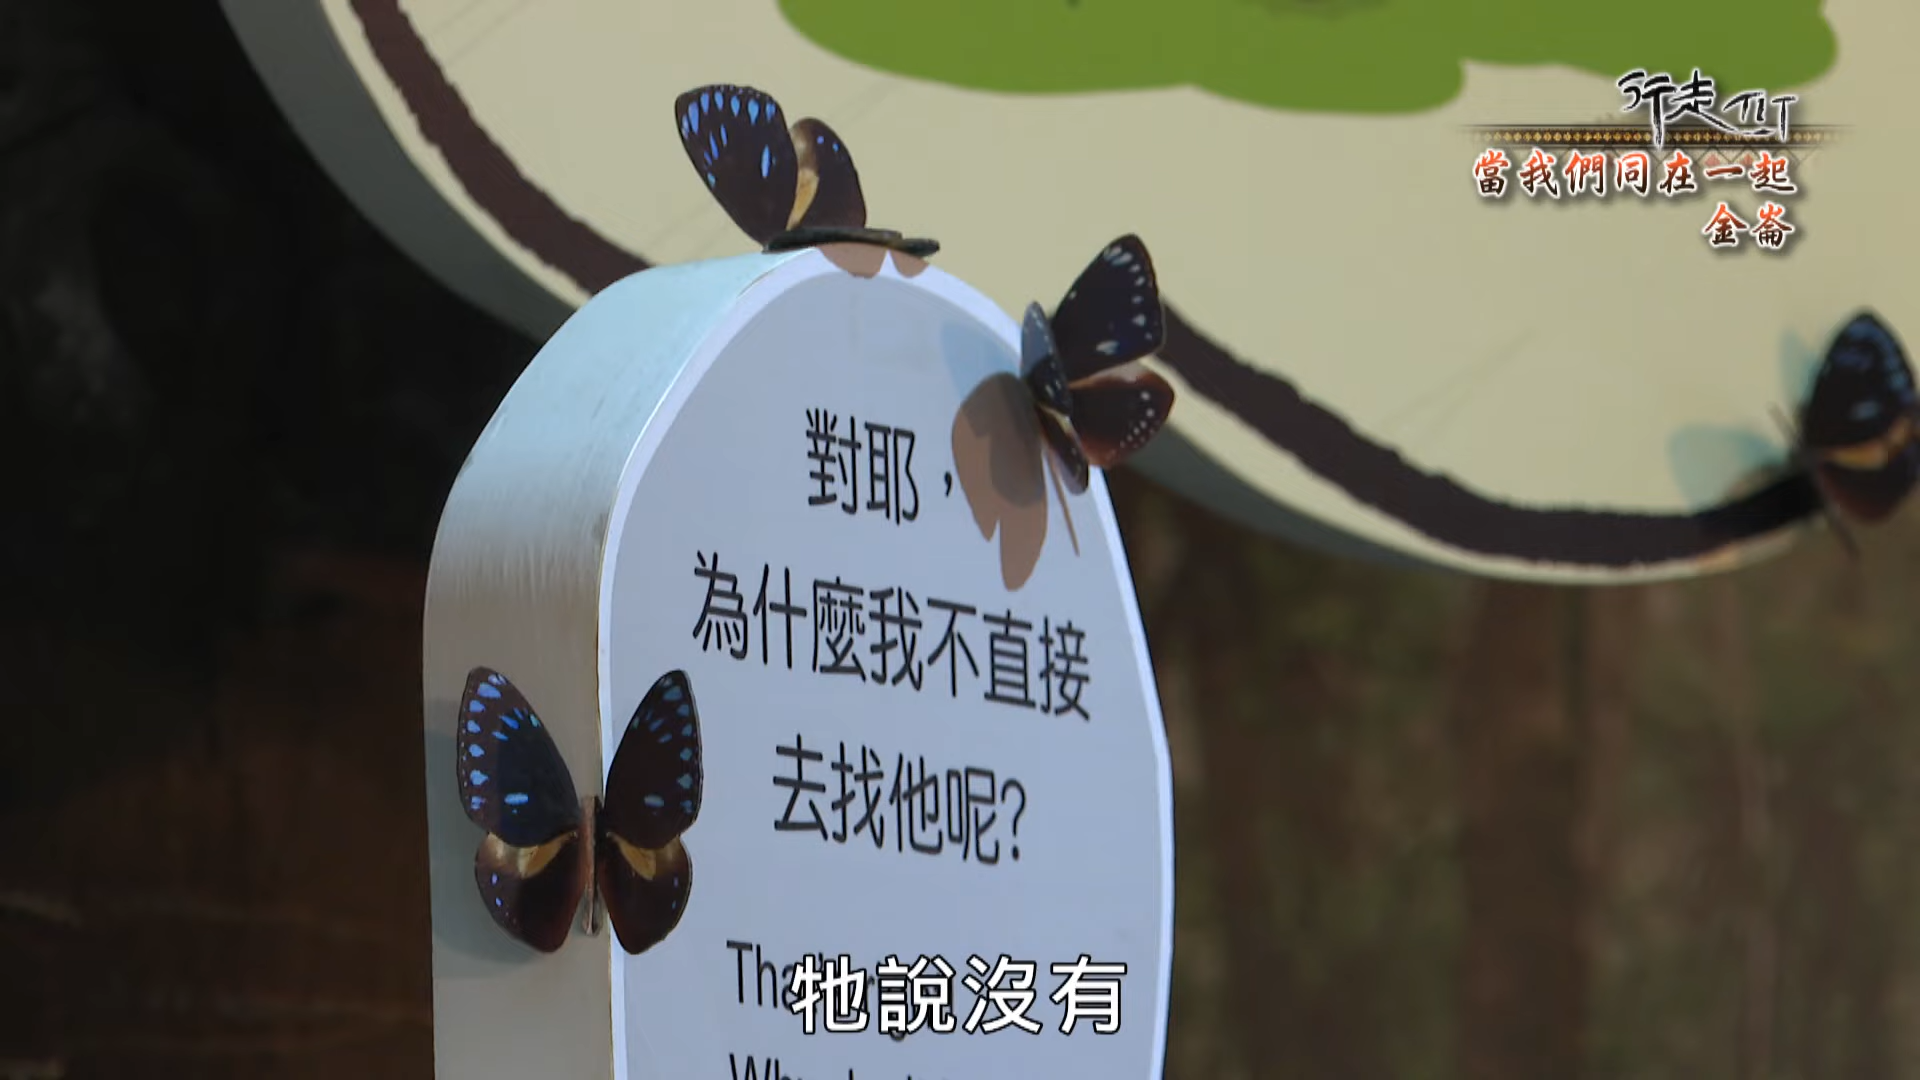 行走TIT
當我們同在一起
金崙
對耶，
為什麼我不直接
去找他呢?
牠說沒有